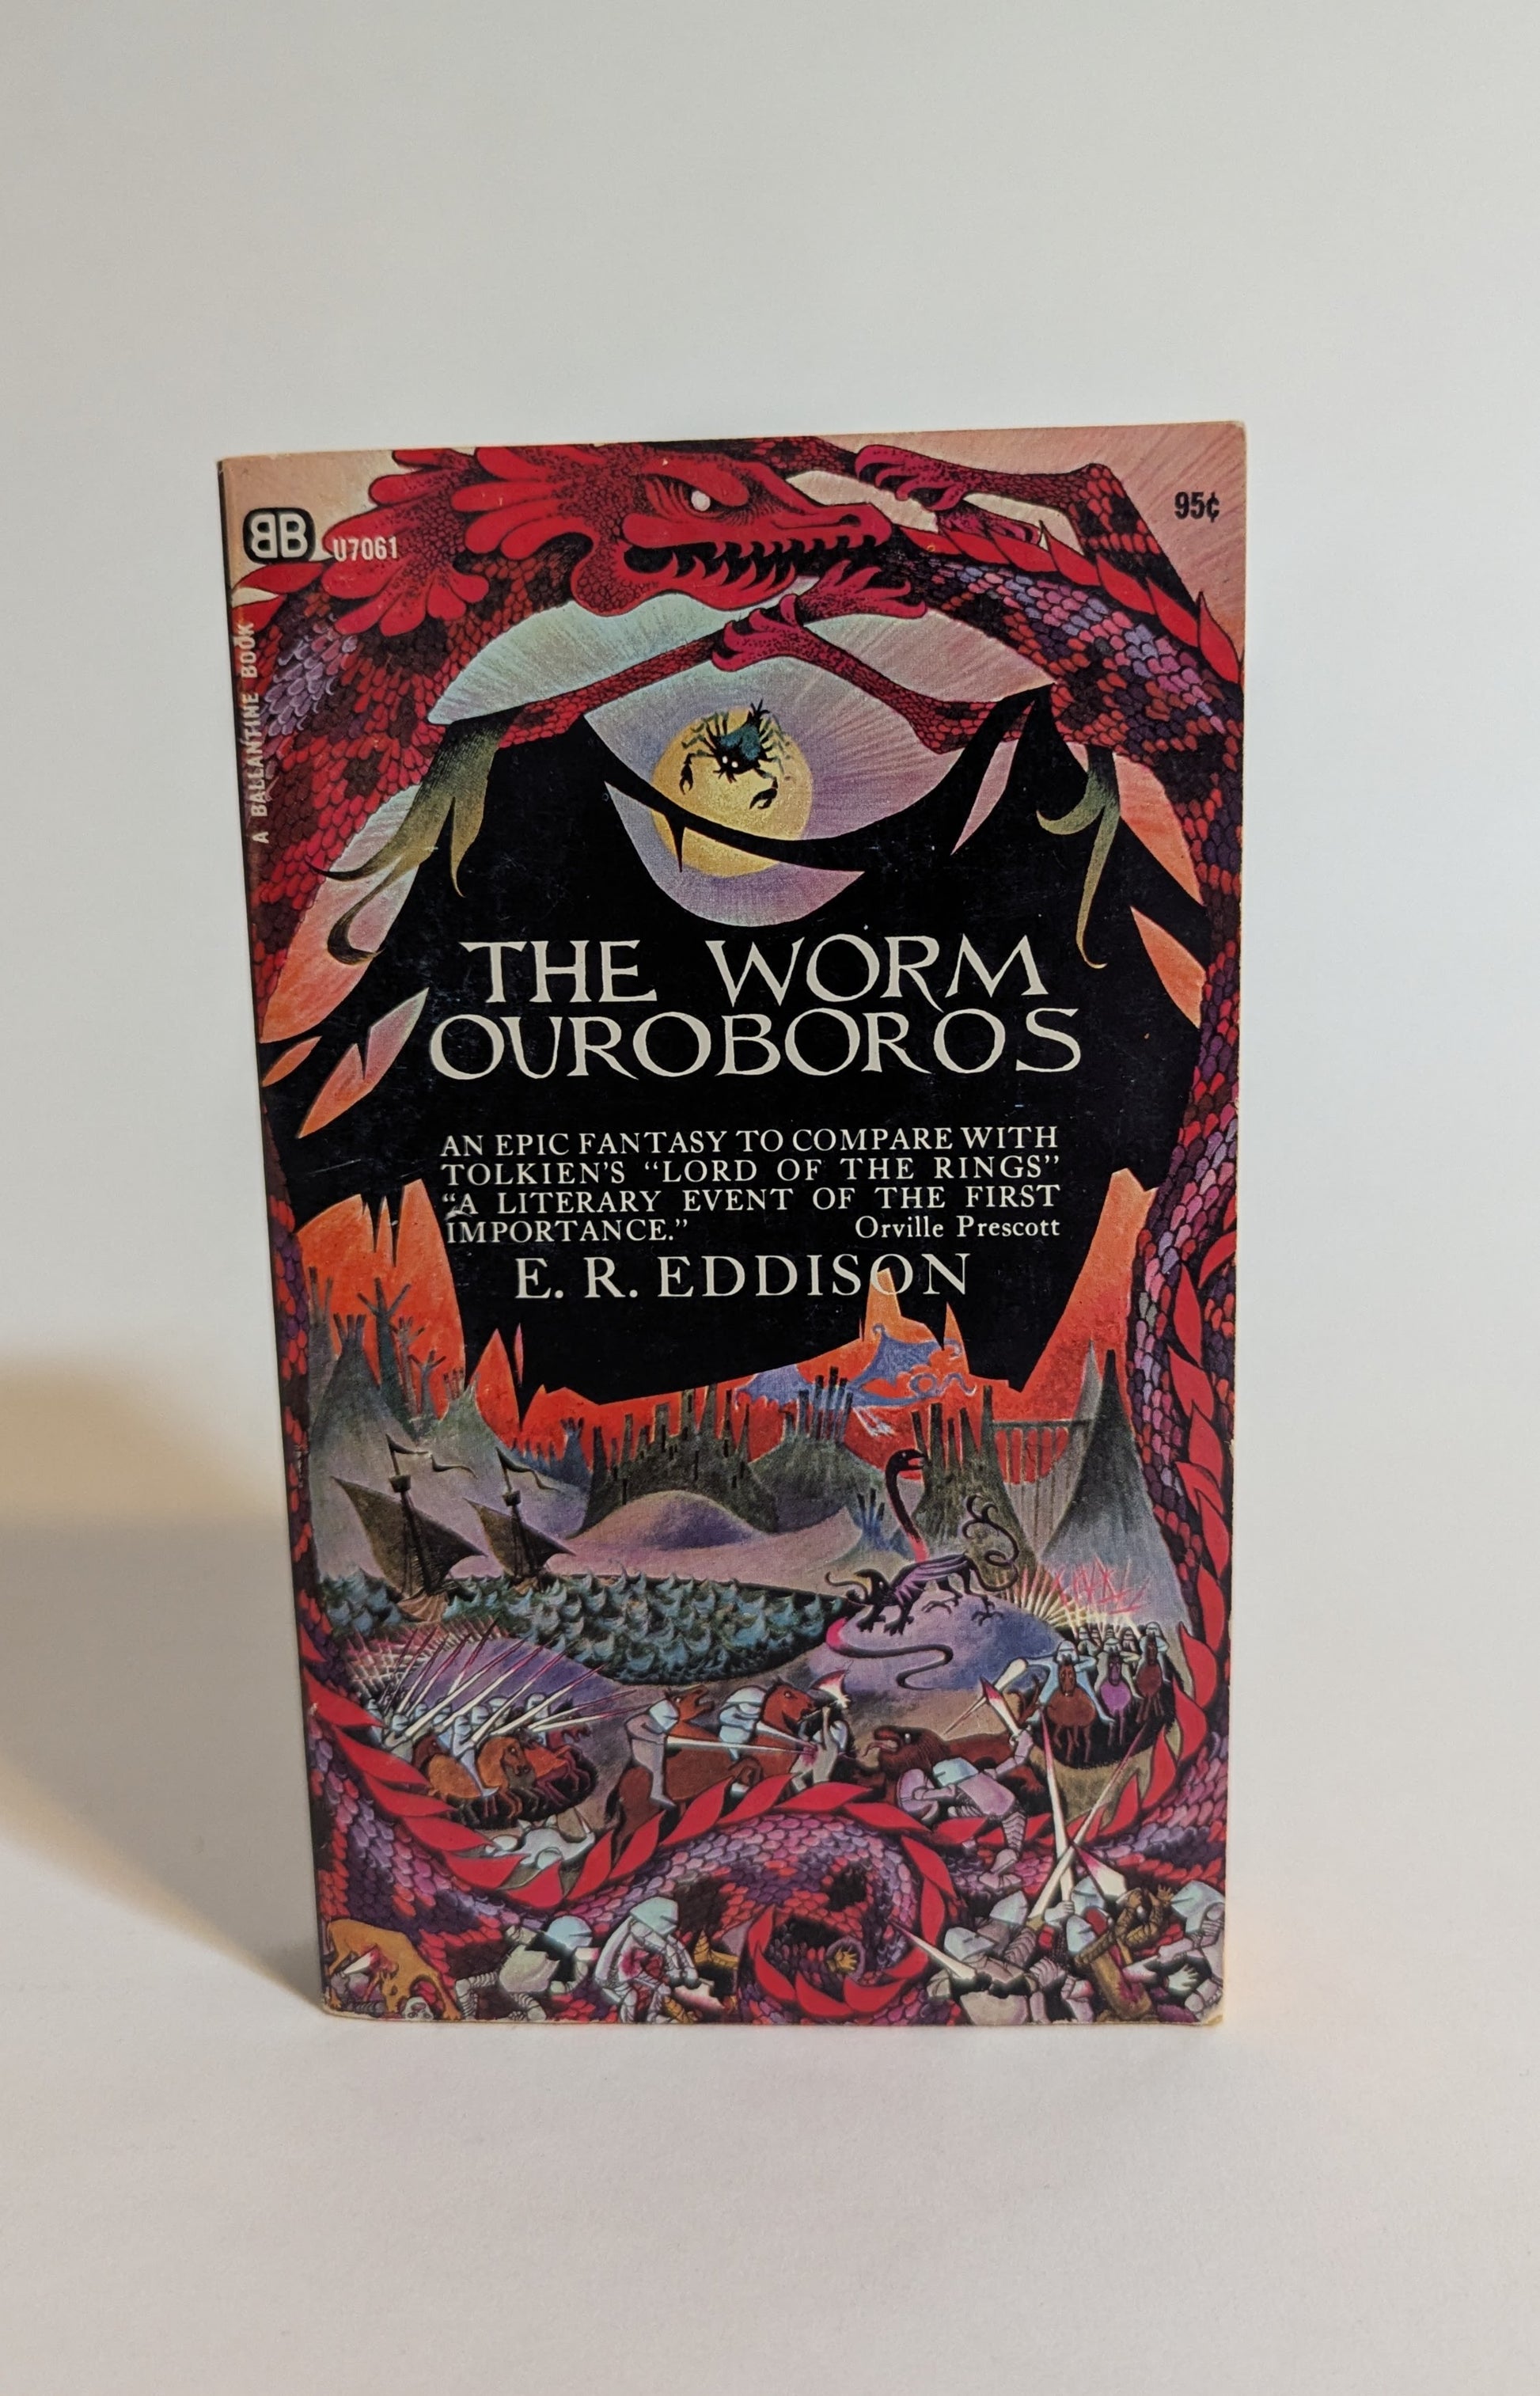 BB
U7061
95¢
A BALLANTINE BOOK
THE WORM
OUROBOROS
AN EPIC FANTASY TO COMPARE WITH
TOLKIEN'S "LORD OF THE RINGS"
"A LITERARY EVENT OF THE FIRST
IMPORTANCE." Orville Prescott
E. R. EDDISON